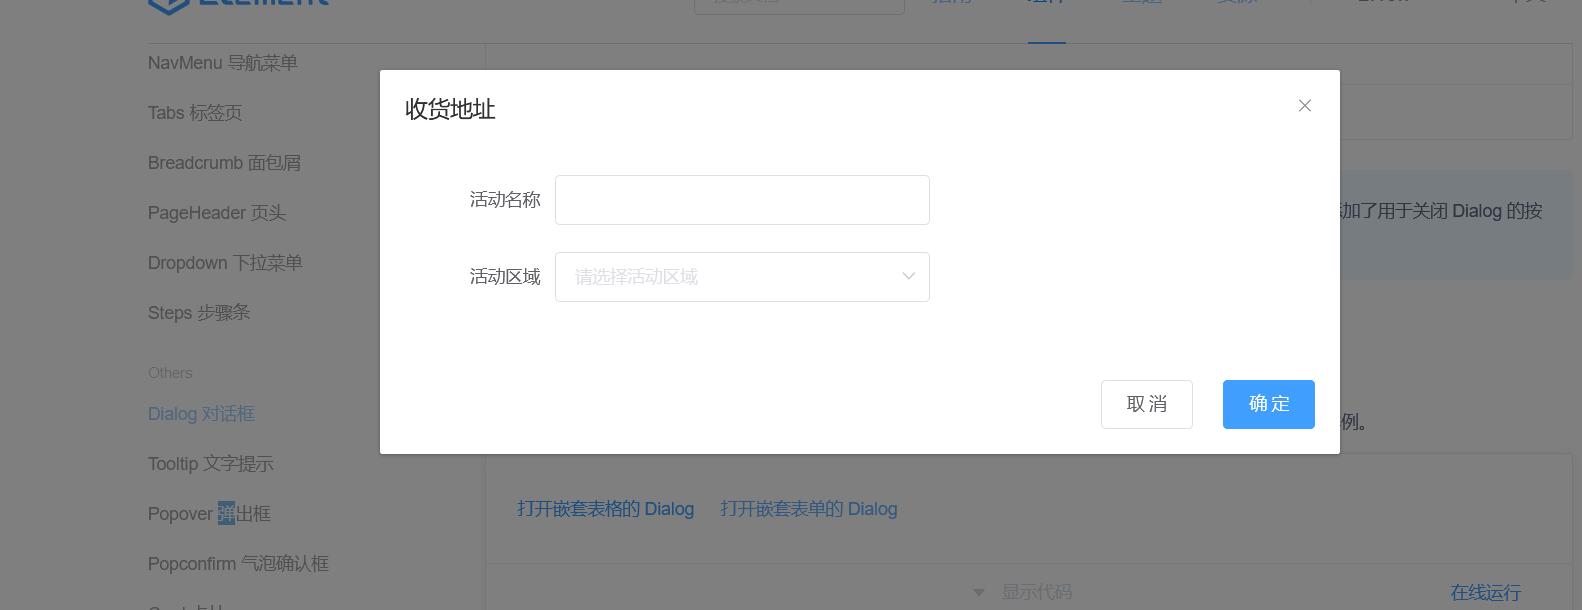 Element
组件
NavMenu 导航菜单
Tabs 标签页
Breadcrumb 面包屑
PageHeader 页头
Dropdown 下拉菜单
Steps 步骤条
Others
Dialog 对话框
Tooltip 文字提示
Popover 弹出框
Popconfirm 气泡确认框
收货地址
活动名称
活动区域
请选择活动区域
取消
确定
加了用于关闭 Dialog 的按
例。
打开嵌套表格的 Dialog
打开嵌套表单的 Dialog
显示代码
在线运行